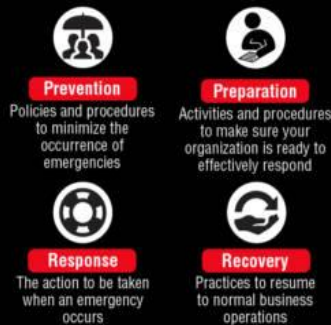 Prevention
Policies and procedures
to minimize the
occurrence of
emergencies
Preparation
Activities and procedures
to make sure your
organization is ready to
effectively respond
Response
The action to be taken
when an emergency
occurs
Recovery
Practices to resume
to normal business
operations